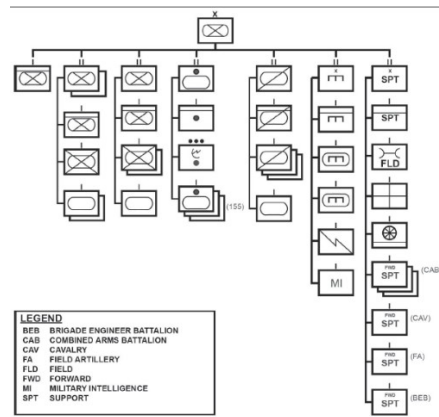 X
II
II
II
II
II
X
SPT
X
SPT
FLD
(155)
MI
FWD
SPT
(CAB
FWD
SPT
(CAV)
FWD
SPT
(FA)
FWD
SPT
(BEB)
LEGEND
BEB BRIGADE ENGINEER BATTALION
CAB COMBINED ARMS BATTALION
CAV CAVALRY
FA FIELD ARTILLERY
FLD FIELD
FWD FORWARD
MI MILITARY INTELLIGENCE
SPT SUPPORT